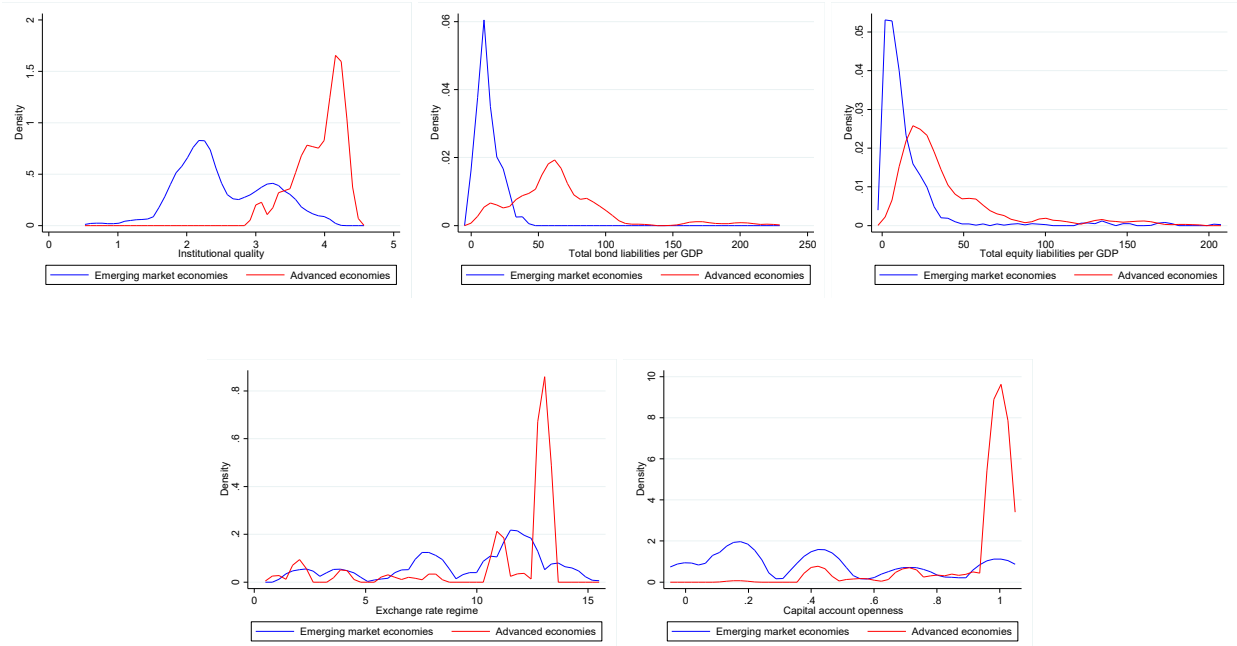 Density
0 .5 1 1.5 2
0 1 2 3 4 5
Institutional quality
Emerging market economies Advanced economies
Density
0 .02 .04 .06
0 50 100 150 200 250
Total bond liabilities per GDP
Emerging market economies Advanced economies
Density
0 .01 .02 .03 .04 .05
0 50 100 150 200
Total equity liabilities per GDP
Emerging market economies Advanced economies
Density
0 .2 .4 .6 .8
0 5 10 15
Exchange rate regime
Emerging market economies Advanced economies
Density
0 2 4 6 8 10
0 .2 .4 .6 .8 1
Capital account openness
Emerging market economies Advanced economies